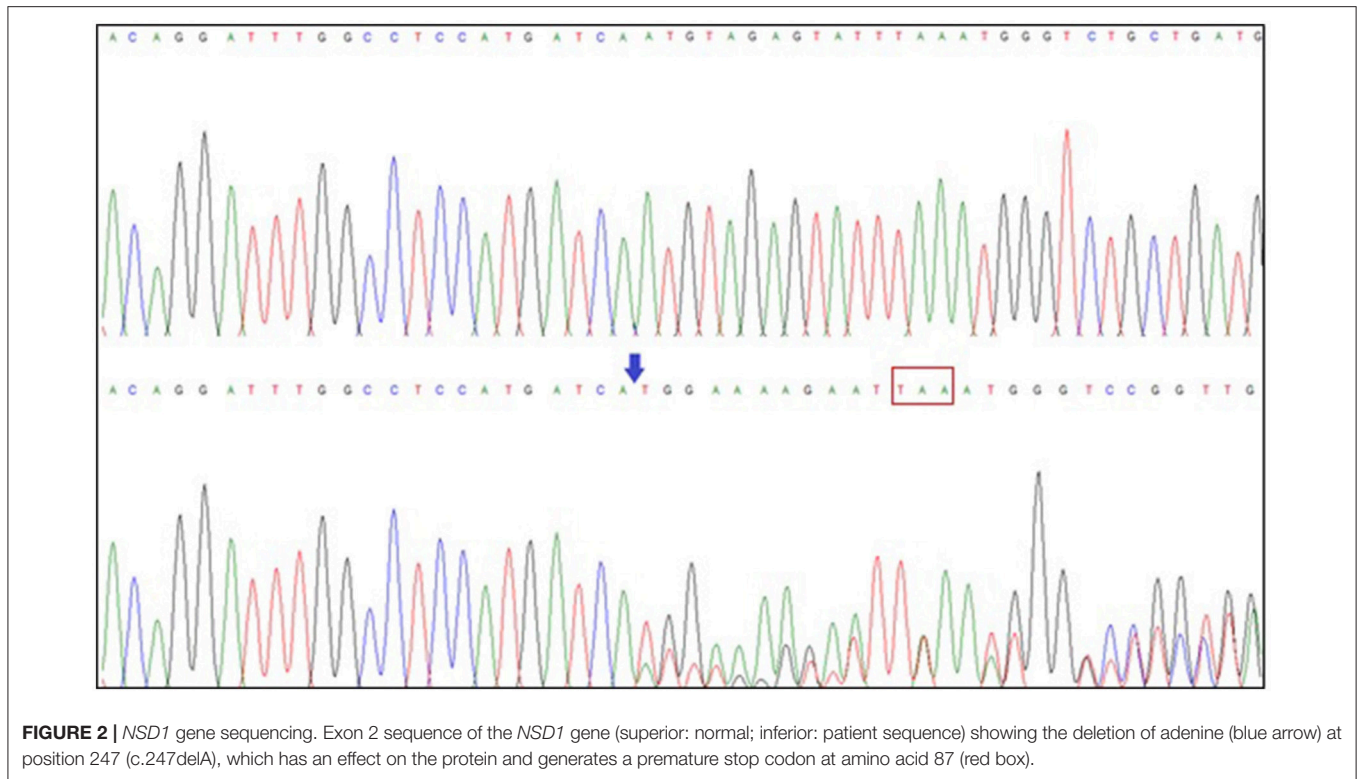 A C A G G A T T T G G C C T C C A T G A T C A A T G T A G A G T A T T T A A A T G G G T C T G C T G A T G
A C A G G A T T T G G C C T C C A T G A T C A T G G A A A A G A A T T A A A T G G G T C C G G T T G
FIGURE 2 | NSD1 gene sequencing. Exon 2 sequence of the NSD1 gene (superior: normal; inferior: patient sequence) showing the deletion of adenine (blue arrow) at
position 247 (c.247delA), which has an effect on the protein and generates a premature stop codon at amino acid 87 (red box).